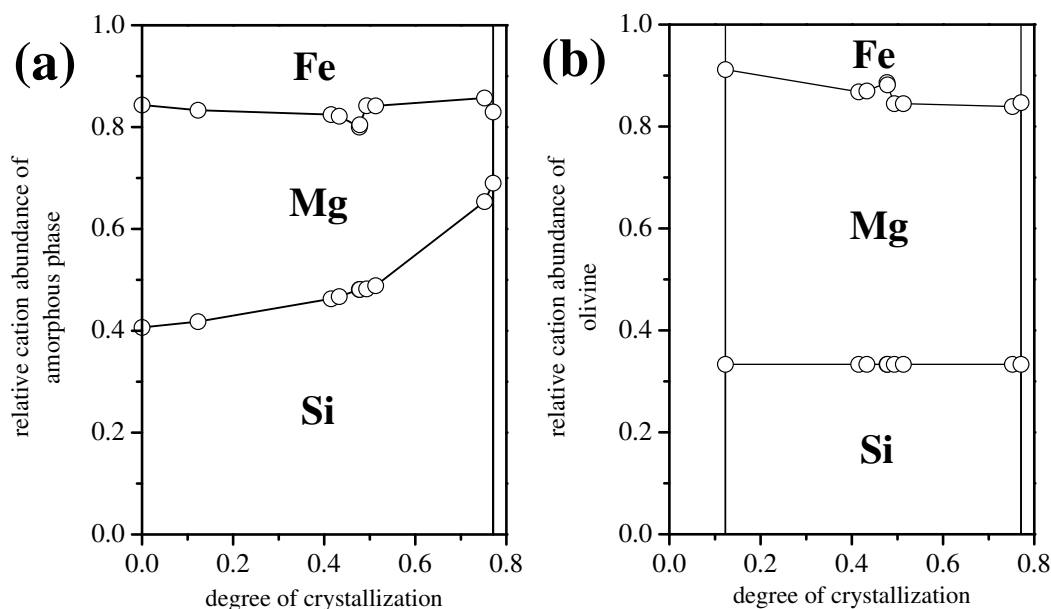 (a)
relative cation abundance of
amorphous phase
1.0
0.8
0.6
0.4
0.2
0.0
Fe
Mg
Si
0.0 0.2 0.4 0.6 0.8
degree of crystallization
(b)
relative cation abundance of
olivine
1.0
0.8
0.6
0.4
0.2
0.0
Fe
Mg
Si
0.0 0.2 0.4 0.6 0.8
degree of crystallization